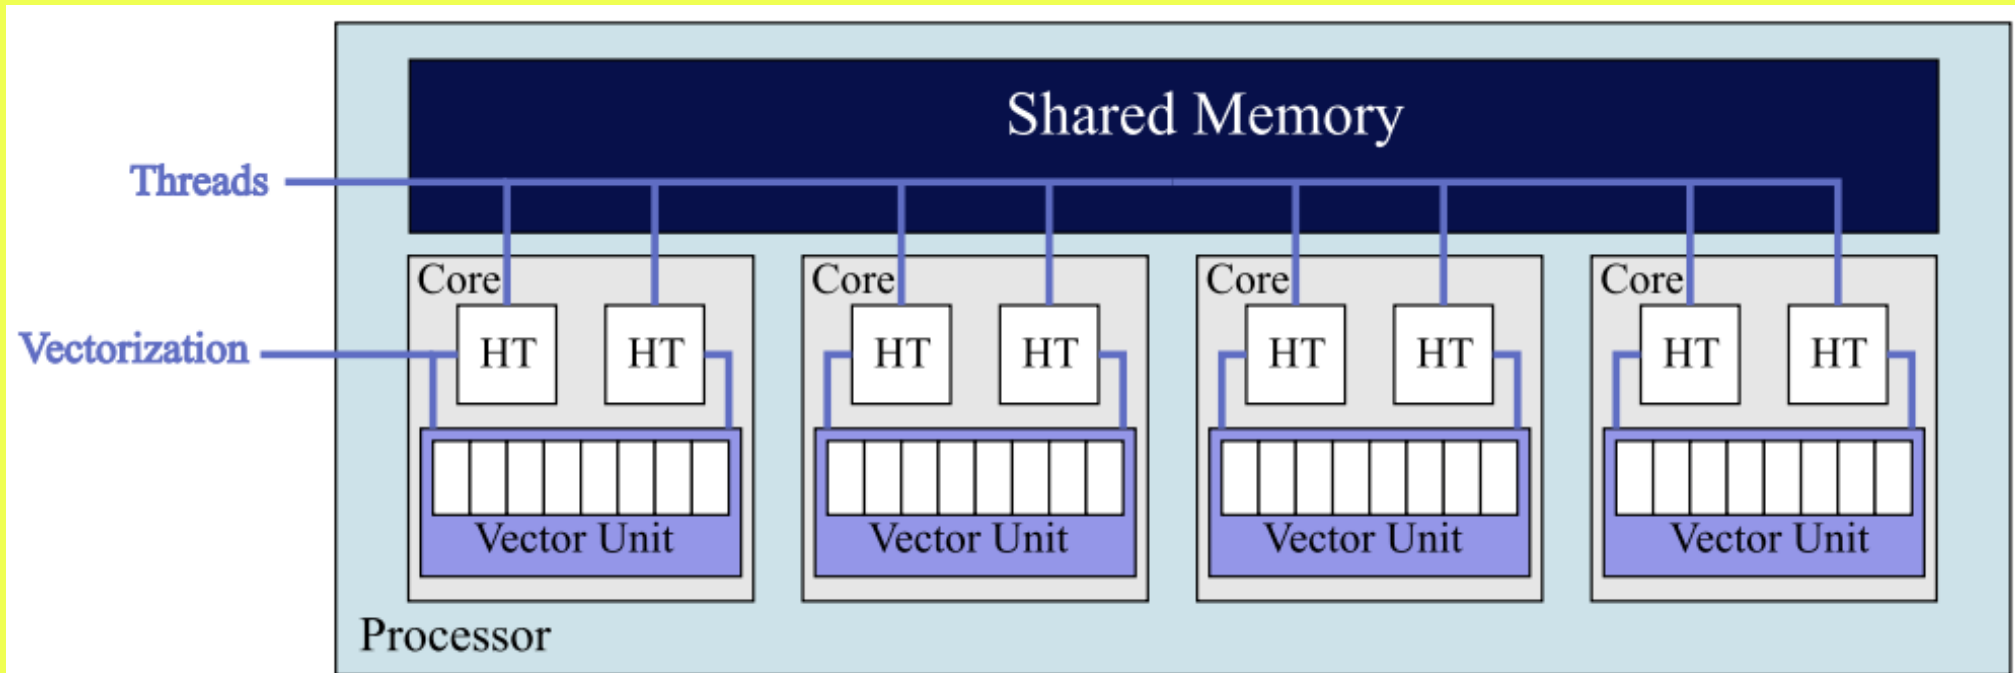 Shared Memory
Threads
Core Core Core Core
Vectorization
HT HT HT HT HT HT HT HT
Vector Unit Vector Unit Vector Unit Vector Unit
Processor